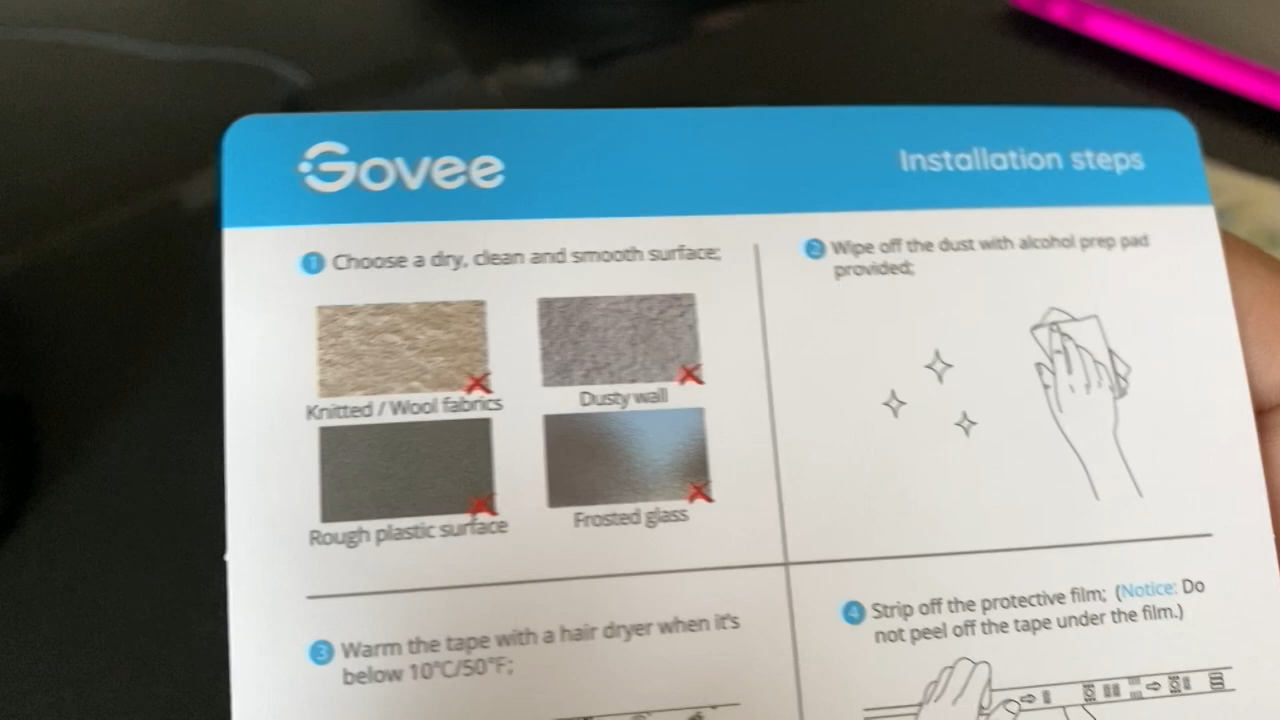 Govee
Installation steps
1 Choose a dry, clean and smooth surface;
Knitted / Wool fabrics
Dusty wall
Rough plastic surface
Frosted glass
2 Wipe off the dust with alcohol prep pad
provided;
3 Warm the tape with a hair dryer when it's
below 10°C/50°F;
4 Strip off the protective film; (Notice: Do
not peel off the tape under the film.)